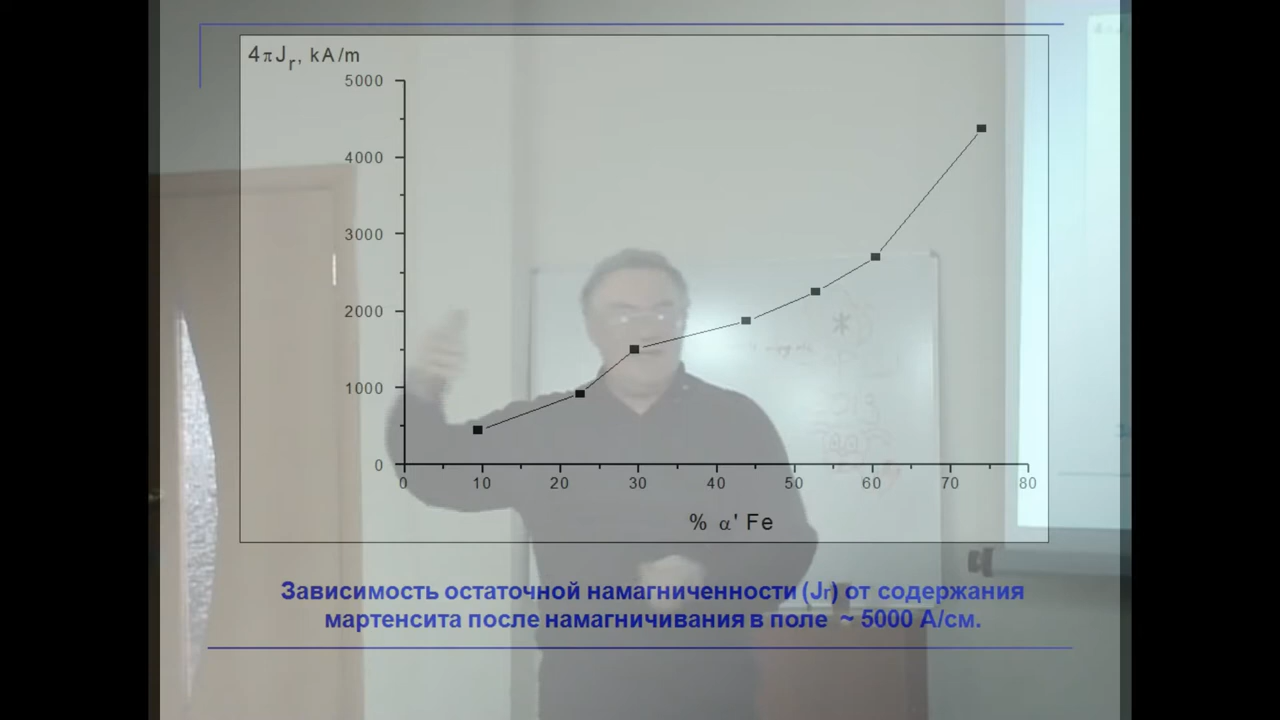 4πJr, kA/m
5000
4000
3000
2000
1000
0
0 10 20 30 40 50 60 70 80
% α' Fe
Зависимость остаточной намагниченности (Jr) от содержания
мартенсита после намагничивания в поле ~ 5000 А/см.